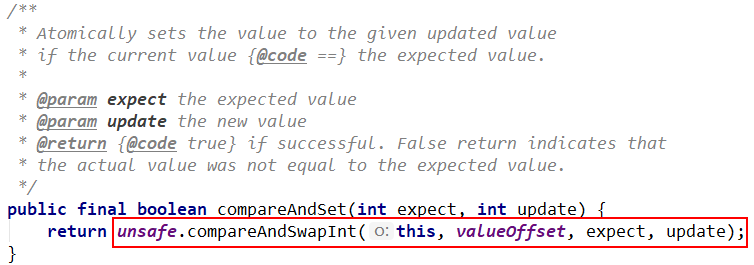 /**
 * Atomically sets the value to the given updated value
 * if the current value {@code ==} the expected value.
 *
 * @param expect the expected value
 * @param update the new value
 * @return {@code true} if successful. False return indicates that
 * the actual value was not equal to the expected value.
 */
public final boolean compareAndSet(int expect, int update) {
    return unsafe.compareAndSwapInt( o: this, valueOffset, expect, update);
}